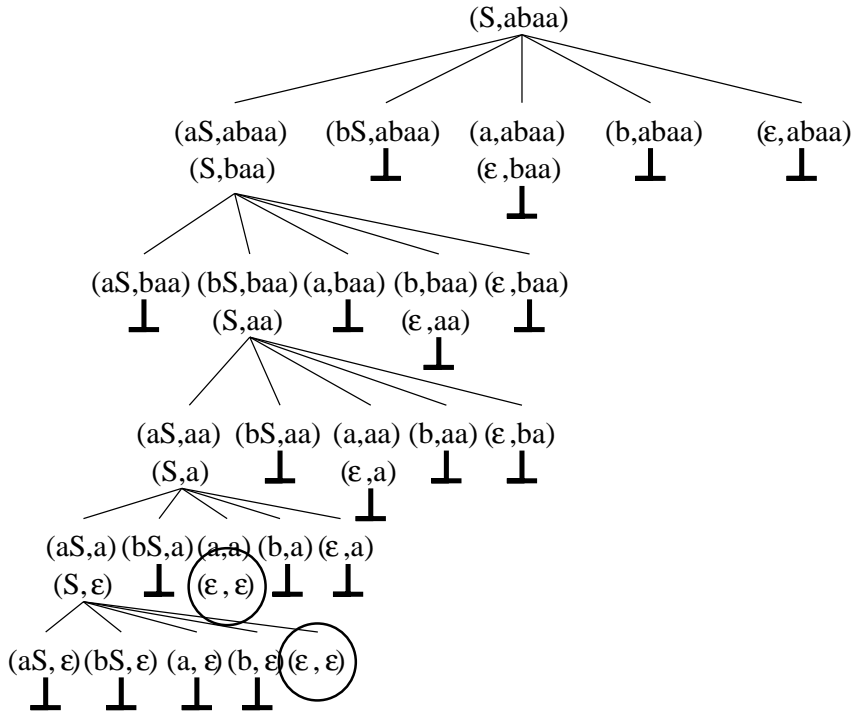 (S,abaa)
(aS,abaa) (bS,abaa) (a,abaa) (b,abaa) (ε,abaa)
(S,baa) (ε,baa)
(aS,baa) (bS,baa) (a,baa) (b,baa) (ε,baa)
(S,aa) (ε,aa)
(aS,aa) (bS,aa) (a,aa) (b,aa) (ε,ba)
(S,a) (ε,a)
(aS,a) (bS,a) (a,a) (b,a) (ε,a)
(S,ε) (ε,ε)
(aS,ε) (bS,ε) (a,ε) (b,ε) (ε,ε)